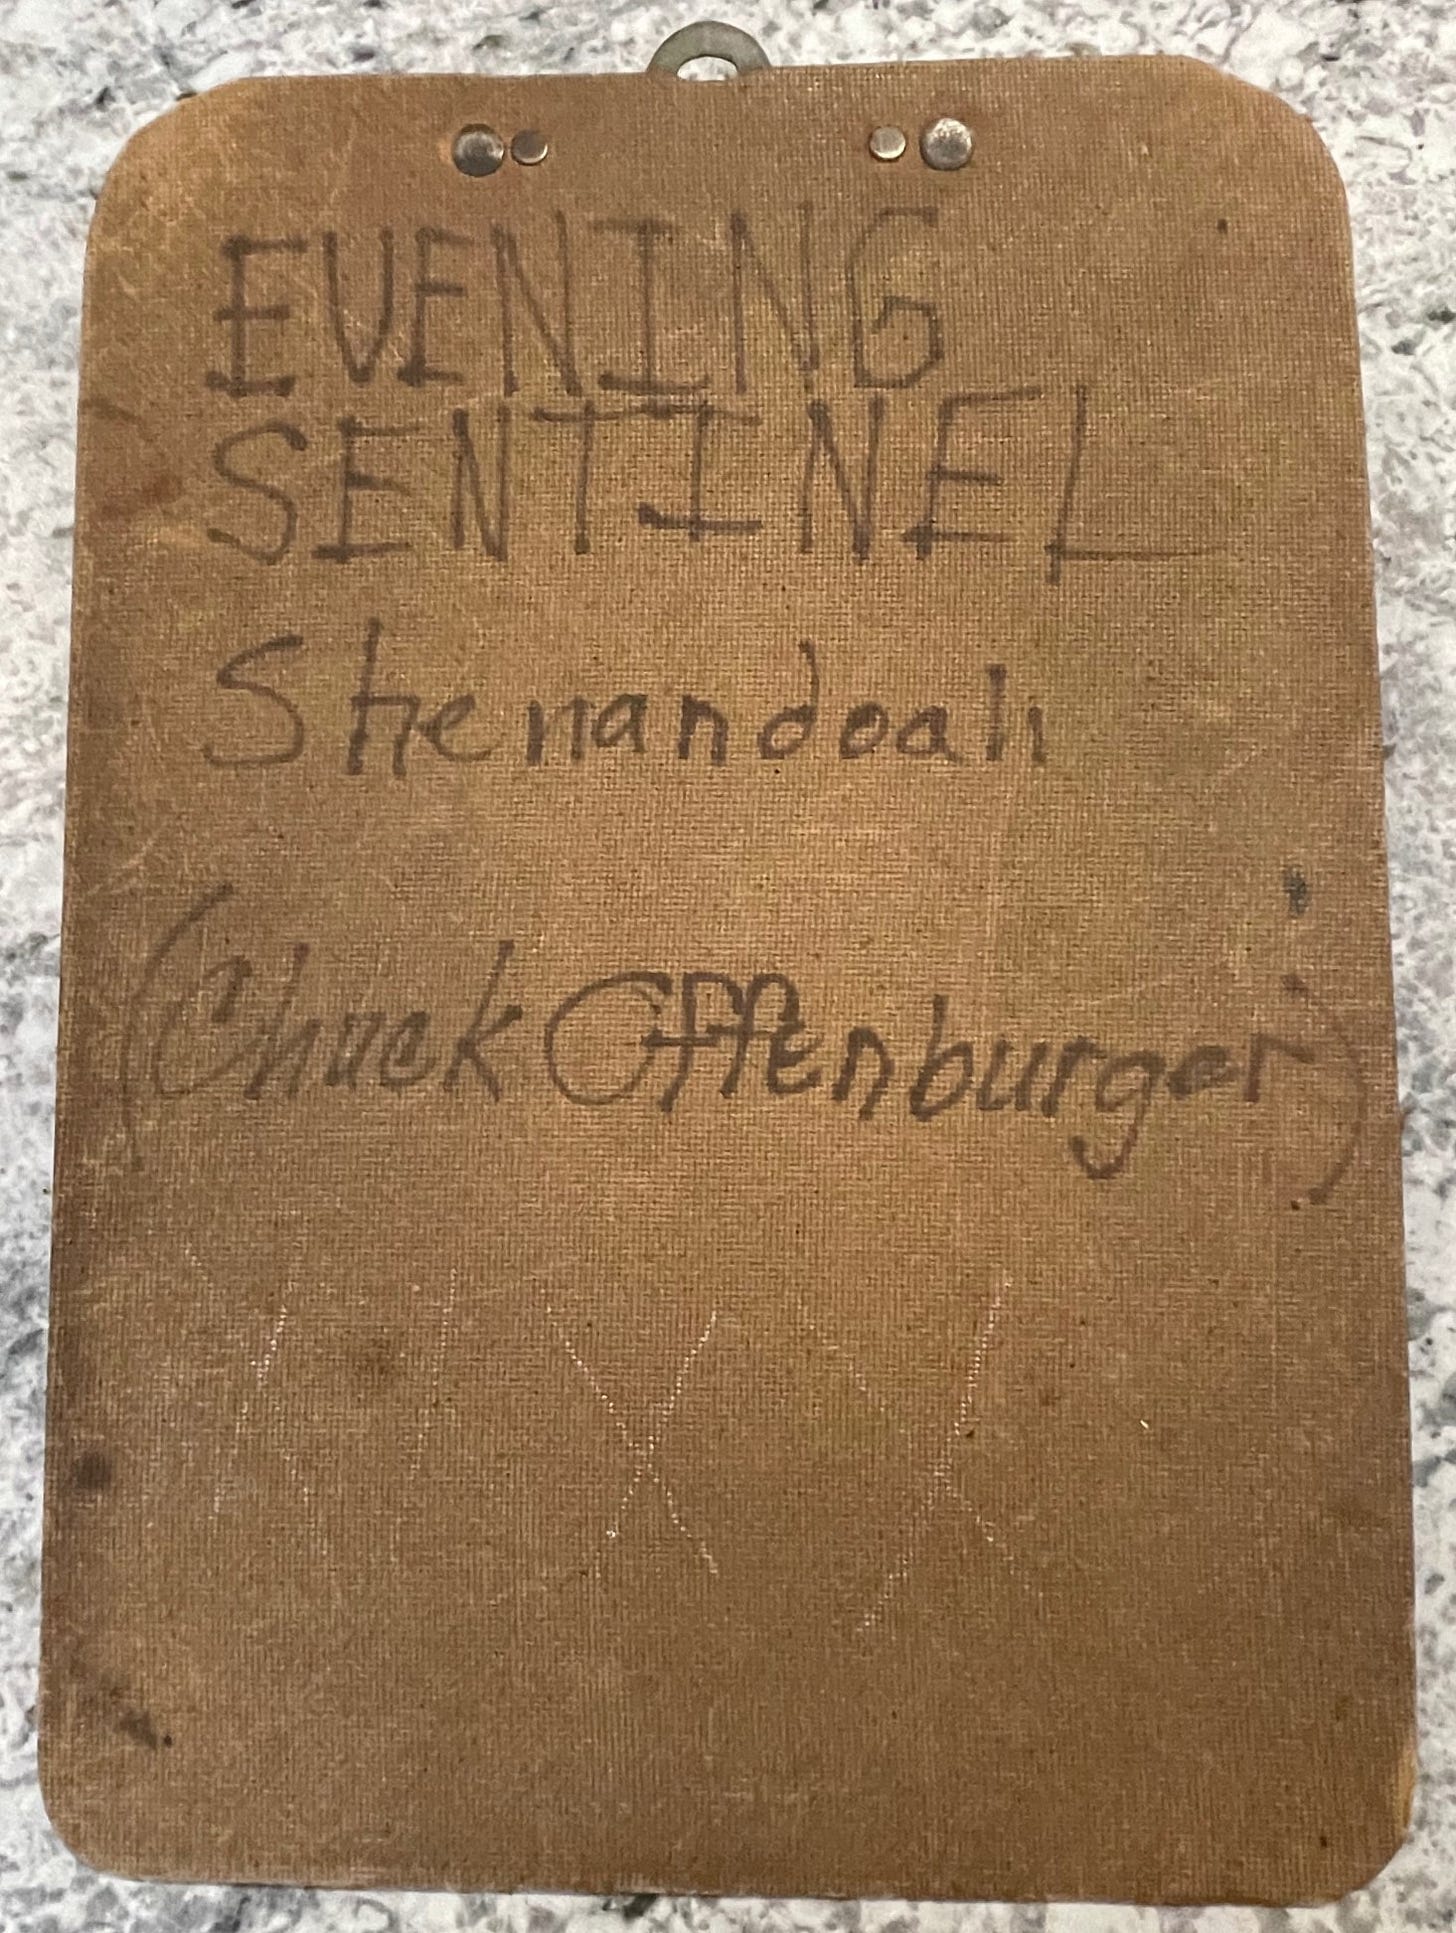 EVENING
SENTINEL
Shenandoah
(Chuck Offenburger)